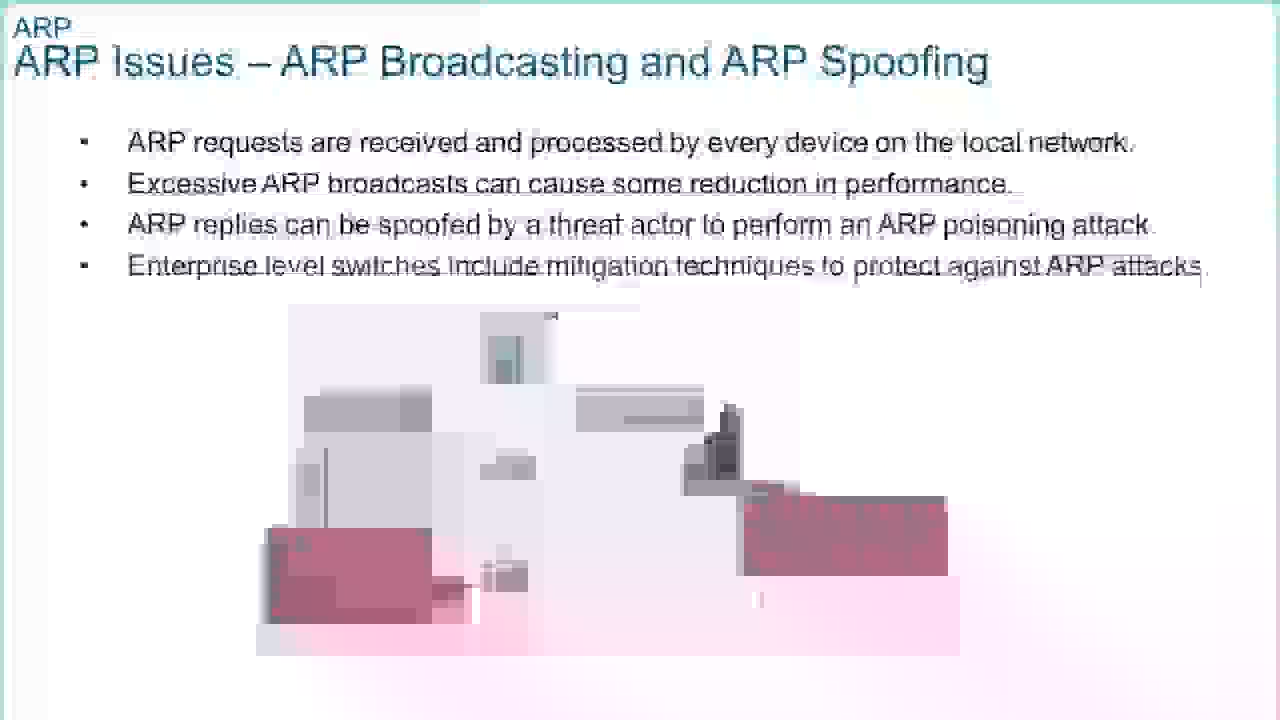 ARP
ARP Issues – ARP Broadcasting and ARP Spoofing
• ARP requests are received and processed by every device on the local network.
• Excessive ARP broadcasts can cause some reduction in performance.
• ARP replies can be spoofed by a threat actor to perform an ARP poisoning attack.
• Enterprise level switches include mitigation techniques to protect against ARP attacks.